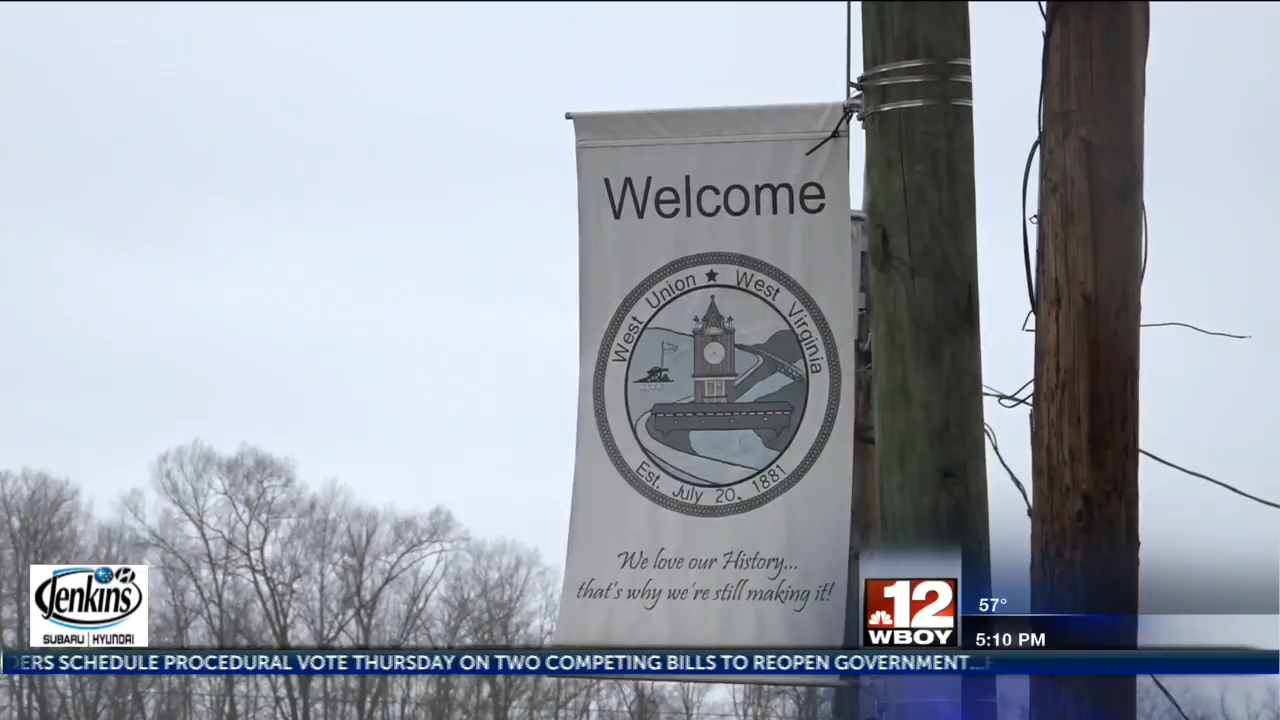 Welcome
West Union ★ West Virginia
Est. July 20, 1881
We love our History...
that's why we're still making it!
Jenkins
SUBARU | HYUNDAI
12
WBOY
57°
5:10 PM
DERS SCHEDULE PROCEDURAL VOTE THURSDAY ON TWO COMPETING BILLS TO REOPEN GOVERNMENT...